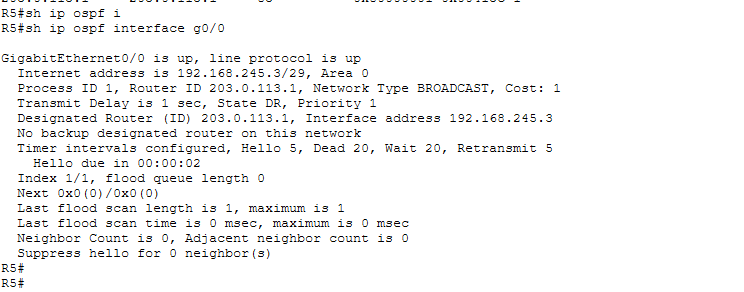 R5#sh ip ospf i
R5#sh ip ospf interface g0/0
GigabitEthernet0/0 is up, line protocol is up
Internet address is 192.168.245.3/29, Area 0
Process ID 1, Router ID 203.0.113.1, Network Type BROADCAST, Cost: 1
Transmit Delay is 1 sec, State DR, Priority 1
Designated Router (ID) 203.0.113.1, Interface address 192.168.245.3
No backup designated router on this network
Timer intervals configured, Hello 5, Dead 20, Wait 20, Retransmit 5
Hello due in 00:00:02
Index 1/1, flood queue length 0
Next 0x0(0)/0x0(0)
Last flood scan length is 1, maximum is 1
Last flood scan time is 0 msec, maximum is 0 msec
Neighbor Count is 0, Adjacent neighbor count is 0
Suppress hello for 0 neighbor(s)
R5#
R5#